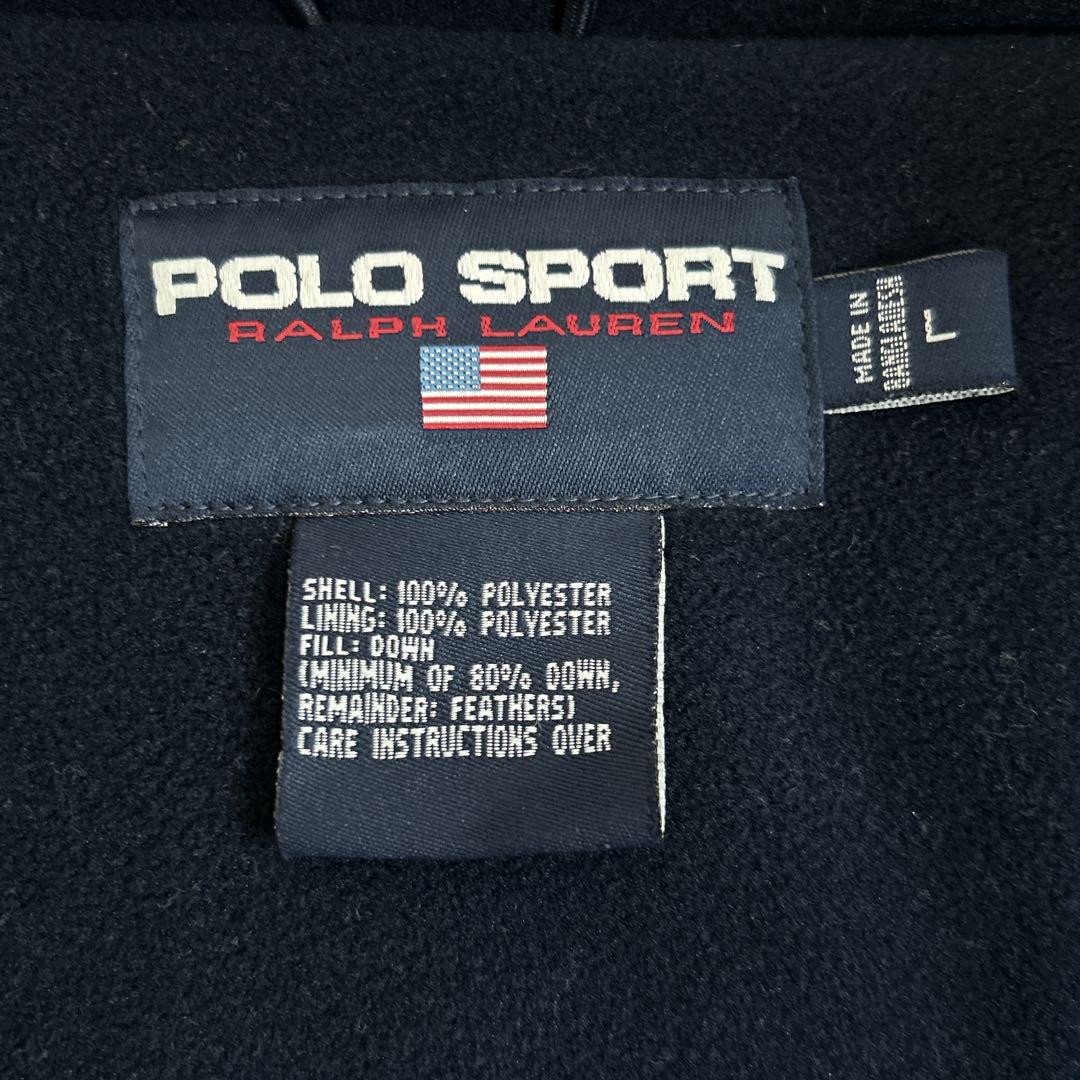 POLO SPORT
RALPH LAUREN
MADE IN
BANGLADESH
L
SHELL: 100% POLYESTER
LINING: 100% POLYESTER
FILL: DOWN
(MINIMUM OF 80% DOWN,
REMAINDER: FEATHERS)
CARE INSTRUCTIONS OVER